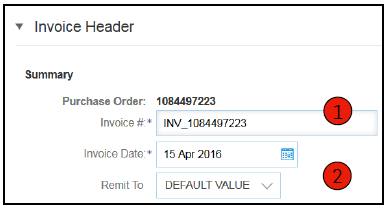 Invoice Header
Summary
Purchase Order: 1084497223
Invoice #:* INV_1084497223 1
Invoice Date:* 15 Apr 2016
Remit To DEFAULT VALUE 2